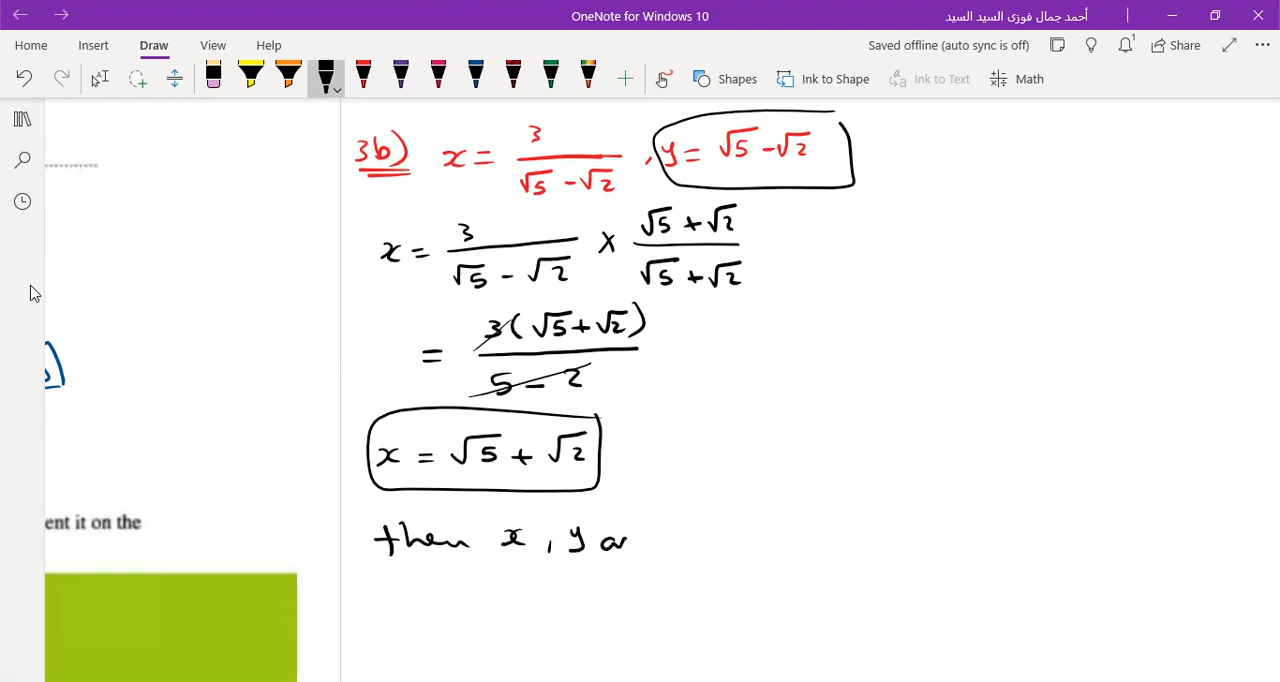 OneNote for Windows 10
أحمد جمال فوزى السيد السيد
Home Insert Draw View Help Saved offline (auto sync is off) Share
Shapes Ink to Shape Ink to Text Math
3b) x = 3/(√5 − √2) , y = √5 − √2
x = 3/(√5 − √2) × (√5 + √2)/(√5 + √2)
= 3(√5 + √2)/(5 − 2)
x = √5 + √2
ent it on the
then x , y a